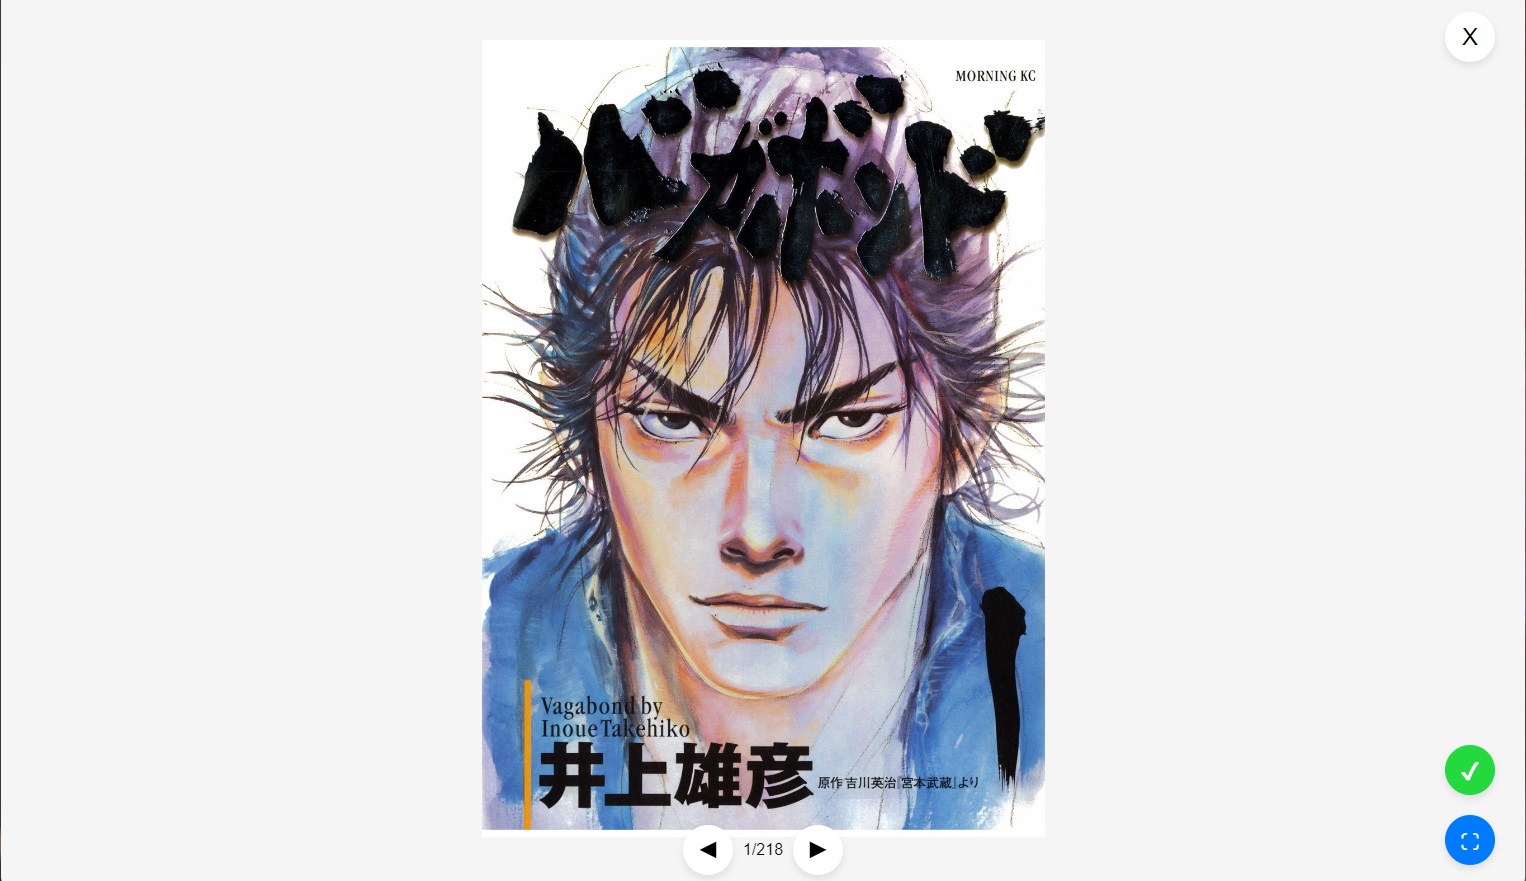 X
MORNING KC
バガボンド
一
Vagabond by
Inoue Takehiko
井上雄彦
原作 吉川英治『宮本武蔵』より
1/218